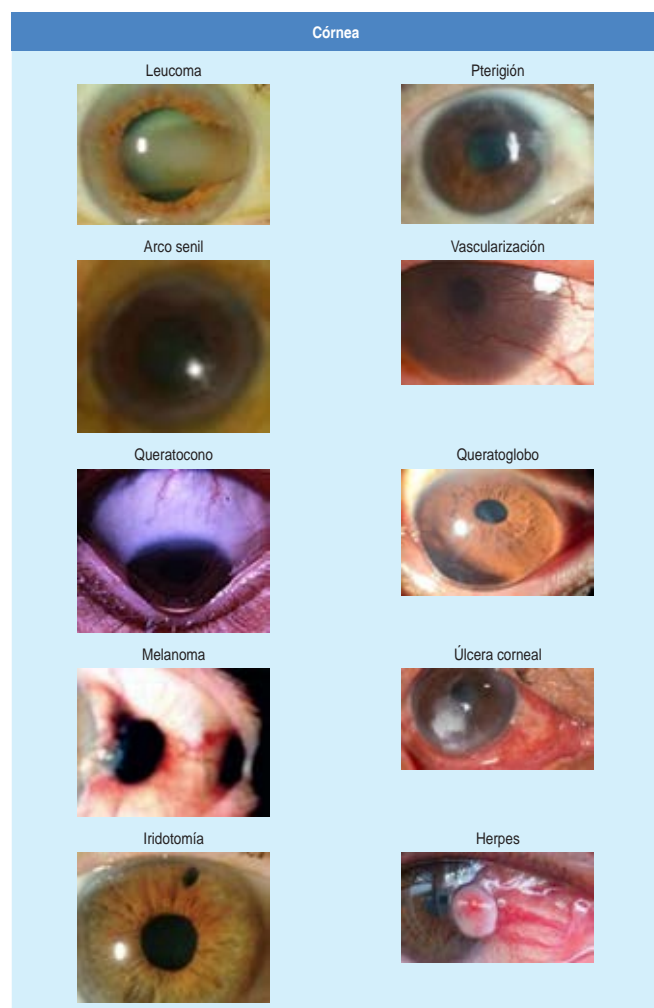 Córnea
Leucoma
Pterigión
Arco senil
Vascularización
Queratocono
Queratoglobo
Melanoma
Úlcera corneal
Iridotomía
Herpes